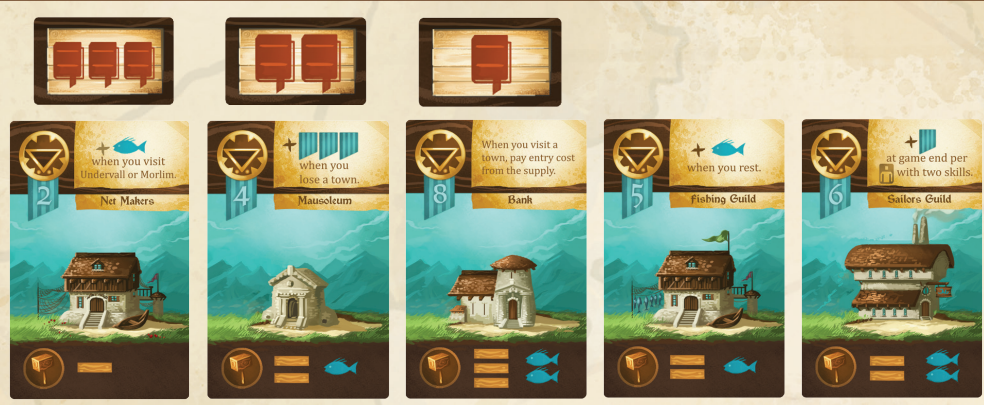 when you visit
Undervall or Morlim.
2
Net Makers
when you
lose a town.
4
Mausoleum
When you visit a
town, pay entry cost
from the supply.
8
Bank
when you rest.
5
Fishing Guild
at game end per
with two skills.
6
Sailors Guild